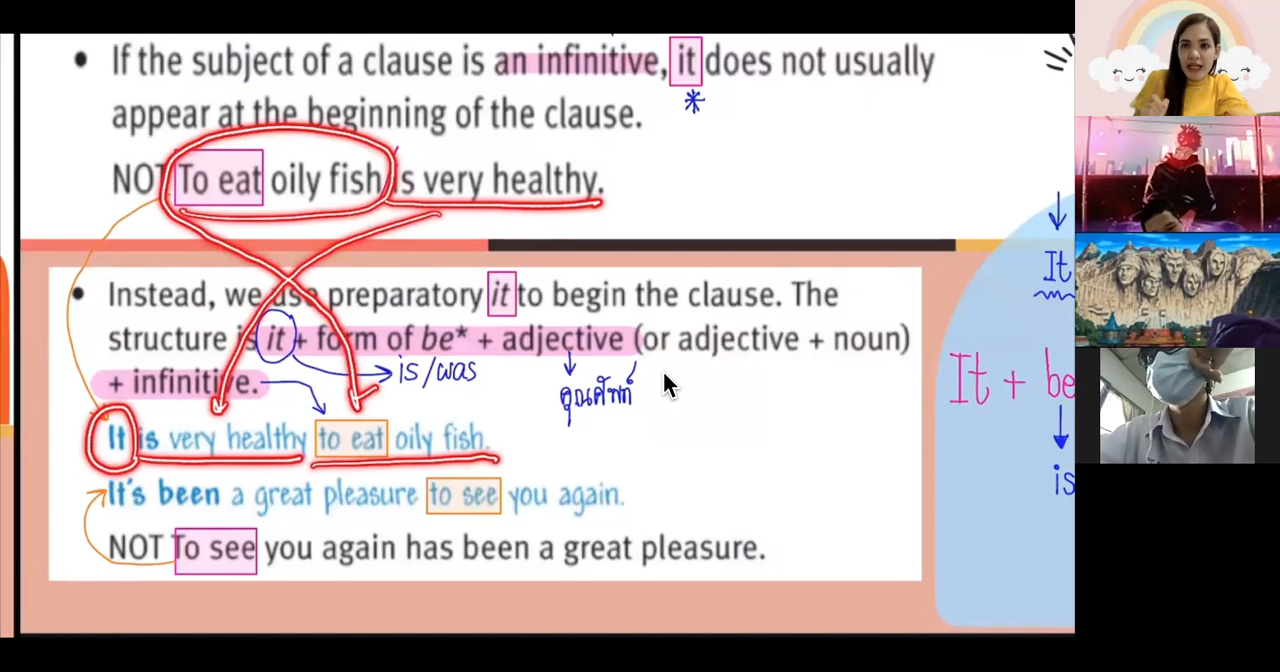 If the subject of a clause is an infinitive, it does not usually
appear at the beginning of the clause.
*
NOT To eat oily fish is very healthy.
Instead, we use preparatory it to begin the clause. The
structure is it + form of be* + adjective (or adjective + noun)
+ infinitive.
is/was
คุณศัพท์
It is very healthy to eat oily fish.
It's been a great pleasure to see you again.
NOT To see you again has been a great pleasure.
It
It + be
is